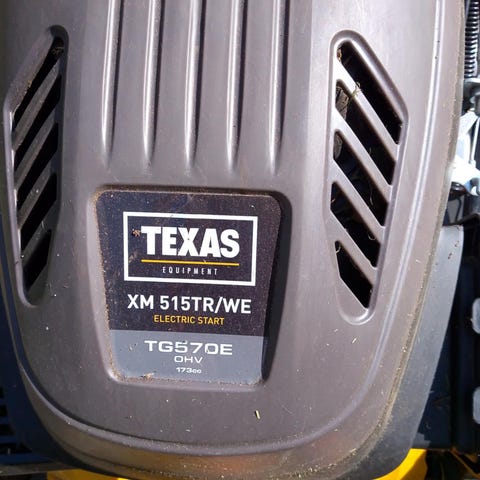 TEXAS
EQUIPMENT
XM 515TR/WE
ELECTRIC START
TG570E
OHV
173cc